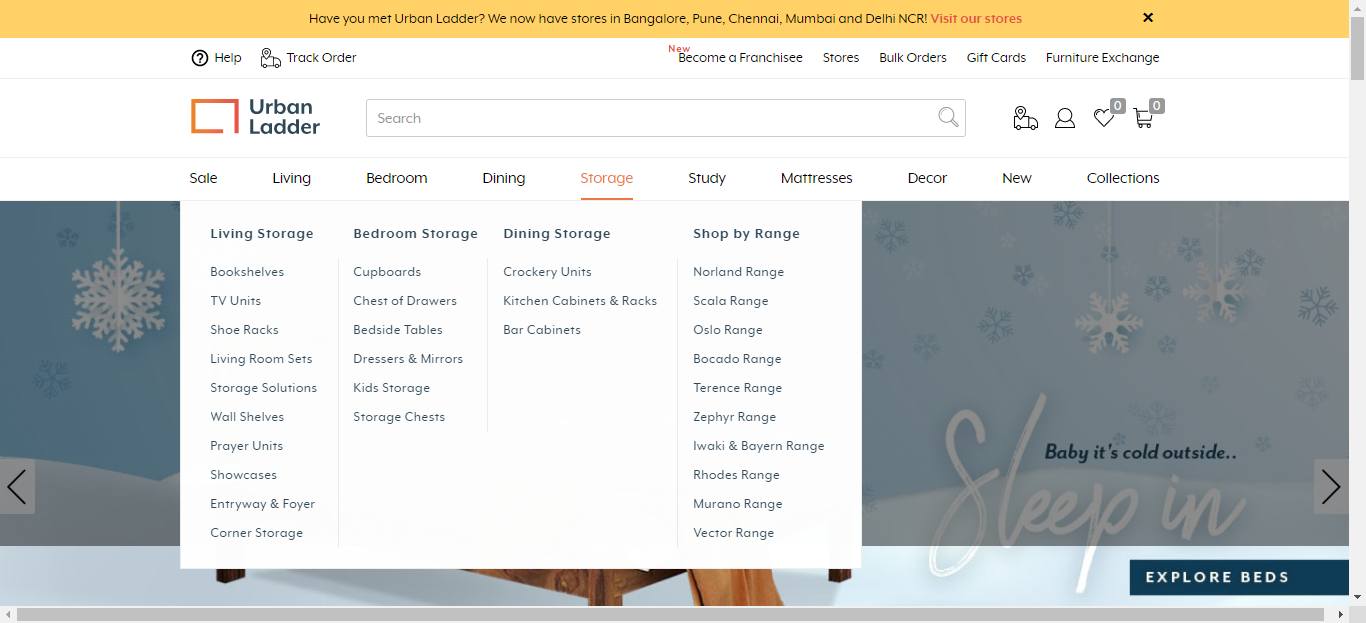 Have you met Urban Ladder? We now have stores in Bangalore, Pune, Chennai, Mumbai and Delhi NCR! Visit our stores
Help Track Order
New
Become a Franchisee Stores Bulk Orders Gift Cards Furniture Exchange
Urban
Ladder
Search
0 0
Sale Living Bedroom Dining Storage Study Mattresses Decor New Collections
Living Storage
Bookshelves
TV Units
Shoe Racks
Living Room Sets
Storage Solutions
Wall Shelves
Prayer Units
Showcases
Entryway & Foyer
Corner Storage
Bedroom Storage
Cupboards
Chest of Drawers
Bedside Tables
Dressers & Mirrors
Kids Storage
Storage Chests
Dining Storage
Crockery Units
Kitchen Cabinets & Racks
Bar Cabinets
Shop by Range
Norland Range
Scala Range
Oslo Range
Bocado Range
Terence Range
Zephyr Range
Iwaki & Bayern Range
Rhodes Range
Murano Range
Vector Range
Baby it's cold outside..
Sleep in
EXPLORE BEDS